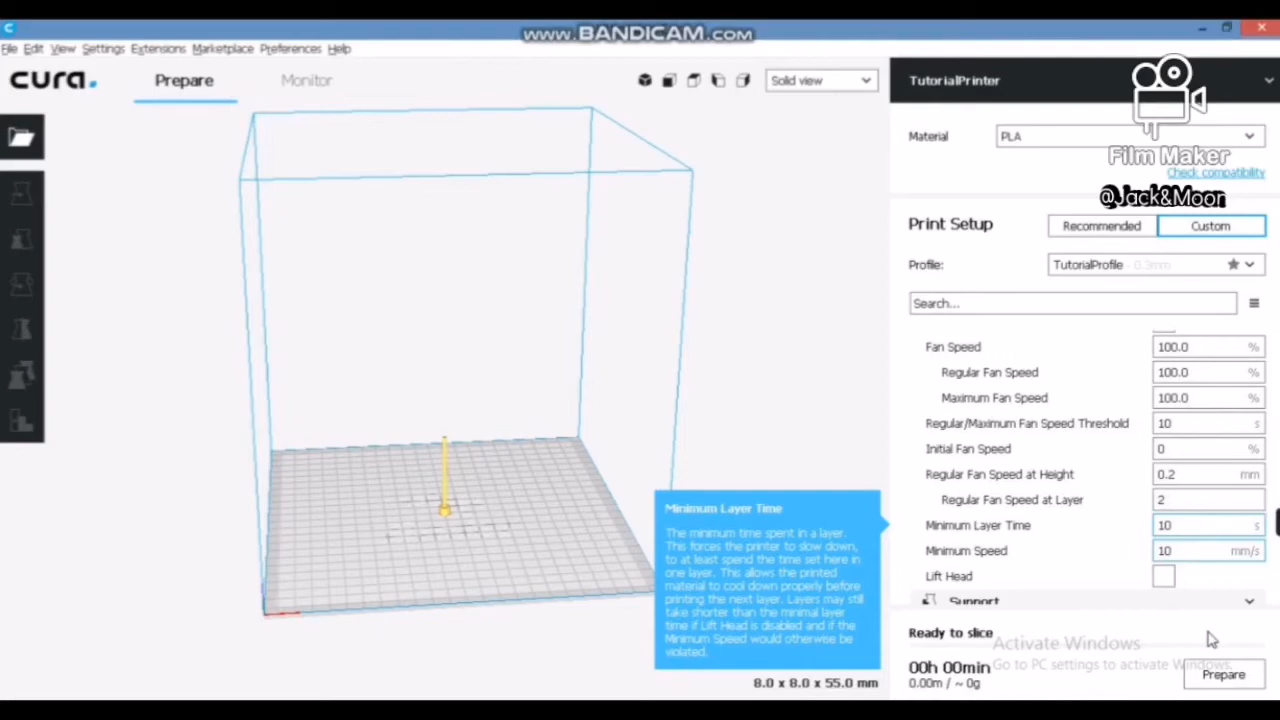 www.BANDICAM.com
File Edit View Settings Extensions Marketplace Preferences Help
cura.
Prepare
Monitor
Solid view
TutorialPrinter
Material
PLA
Film Maker
Check compatibility
@Jack&Moon
Print Setup
Recommended
Custom
Profile:
TutorialProfile - 0.3mm
Search...
Fan Speed 100.0 %
Regular Fan Speed 100.0 %
Maximum Fan Speed 100.0 %
Regular/Maximum Fan Speed Threshold 10 s
Initial Fan Speed 0 %
Regular Fan Speed at Height 0.2 mm
Regular Fan Speed at Layer 2
Minimum Layer Time 10 s
Minimum Speed 10 mm/s
Lift Head
Support
Minimum Layer Time
The minimum time spent in a layer.
This forces the printer to slow down,
to at least spend the time set here in
one layer. This allows the printed
material to cool down properly before
printing the next layer. Layers may still
take shorter than the minimal layer
time if Lift Head is disabled and if the
Minimum Speed would otherwise be
violated.
8.0 x 8.0 x 55.0 mm
Ready to slice
Activate Windows
Go to PC settings to activate Windows.
00h 00min
0.00m / ~ 0g
Prepare